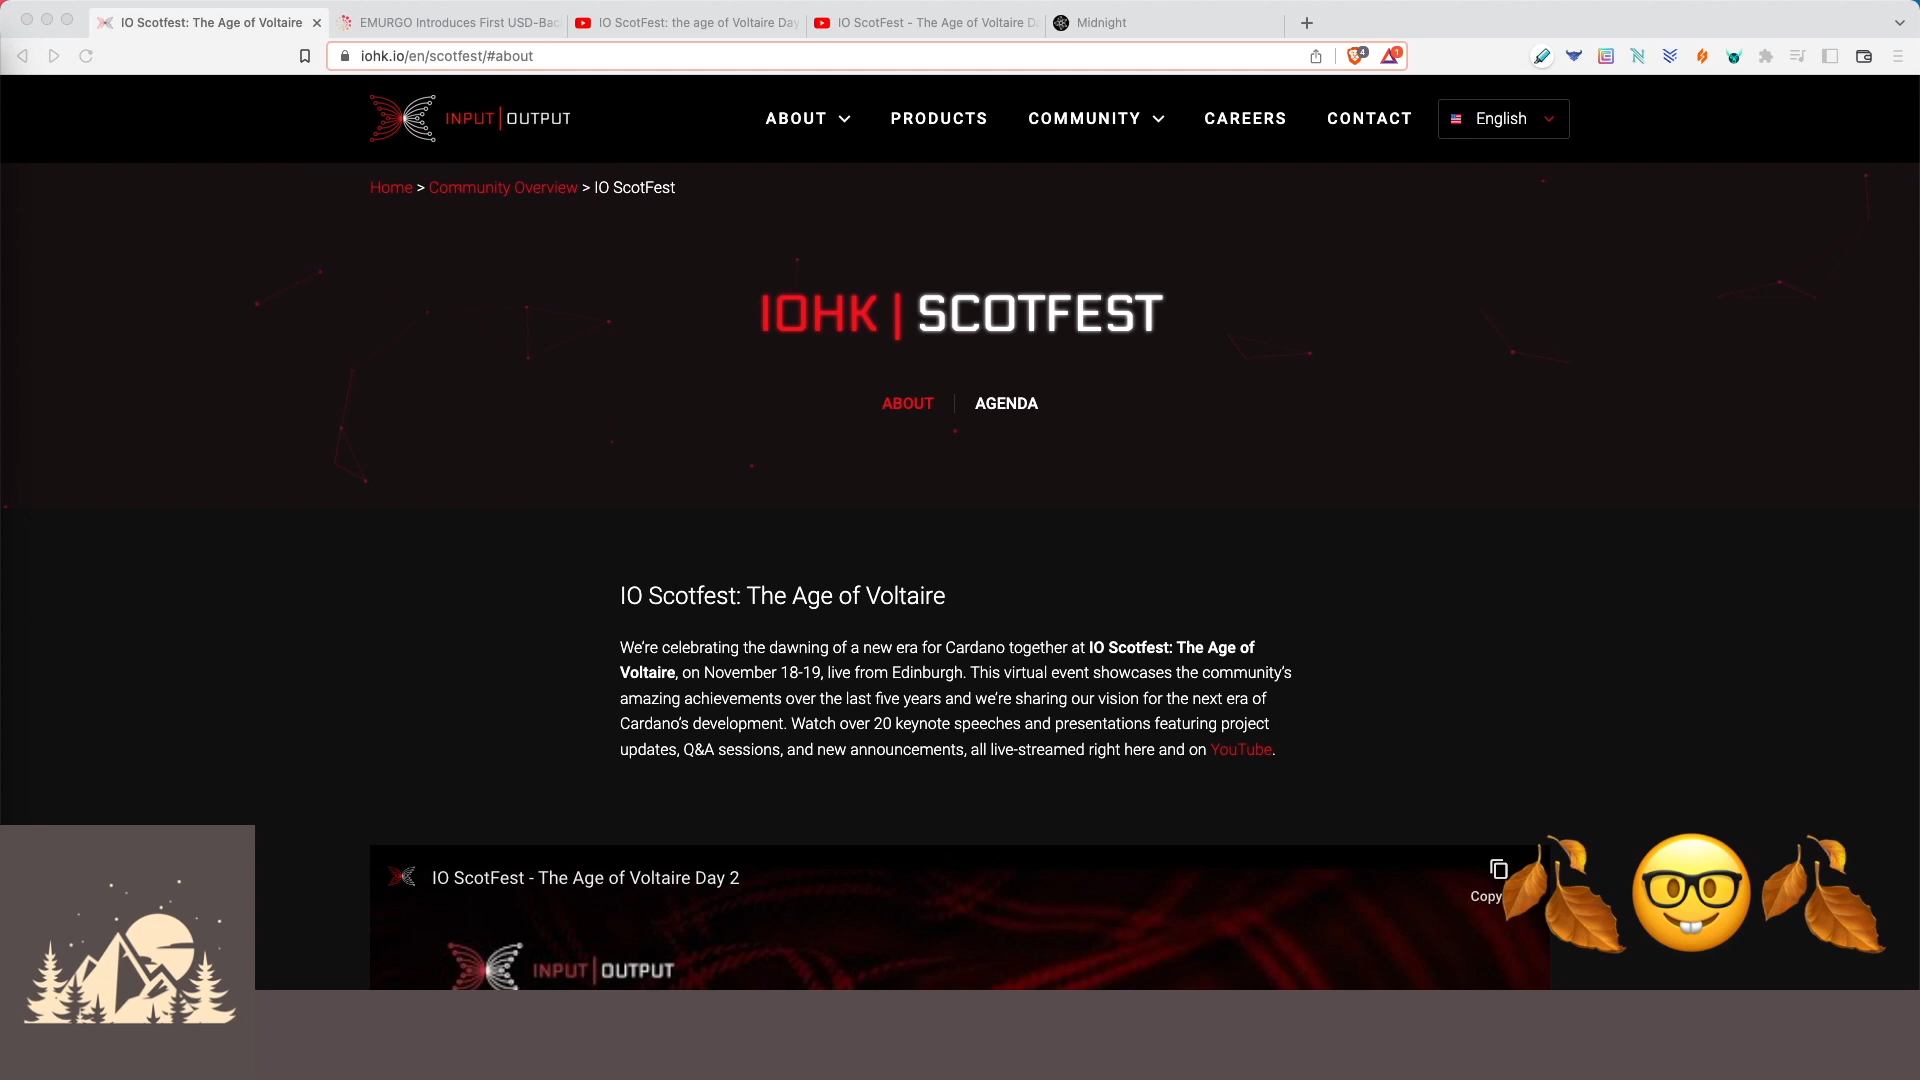 IO Scotfest: The Age of Voltaire
EMURGO Introduces First USD-Bac
IO ScotFest: the age of Voltaire Day
IO ScotFest - The Age of Voltaire D
Midnight
iohk.io/en/scotfest/#about
4
1
INPUT | OUTPUT
ABOUT
PRODUCTS
COMMUNITY
CAREERS
CONTACT
English
Home > Community Overview > IO ScotFest
IOHK | SCOTFEST
ABOUT
AGENDA
IO Scotfest: The Age of Voltaire
We’re celebrating the dawning of a new era for Cardano together at IO Scotfest: The Age of
Voltaire, on November 18-19, live from Edinburgh. This virtual event showcases the community’s
amazing achievements over the last five years and we’re sharing our vision for the next era of
Cardano’s development. Watch over 20 keynote speeches and presentations featuring project
updates, Q&A sessions, and new announcements, all live-streamed right here and on YouTube.
IO ScotFest - The Age of Voltaire Day 2
Copy
INPUT | OUTPUT